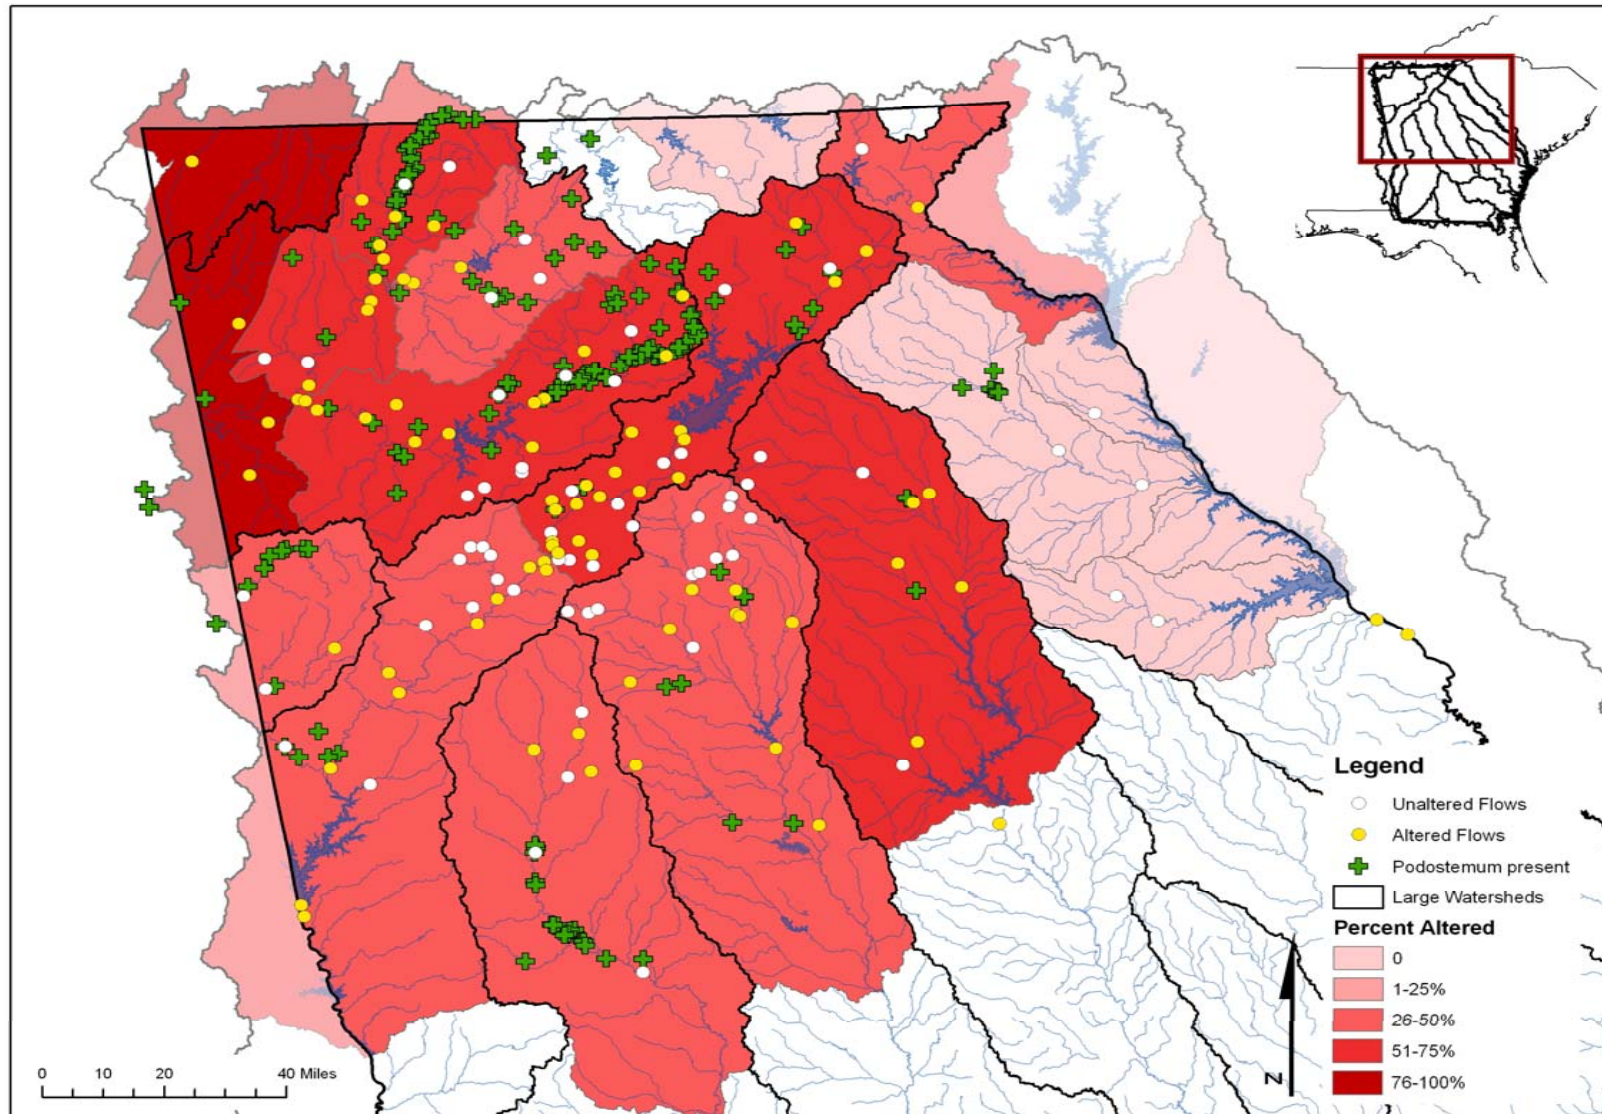 Legend
Unaltered Flows
Altered Flows
Podostemum present
Large Watersheds
Percent Altered
0
1-25%
26-50%
51-75%
76-100%
N
0 10 20 40 Miles